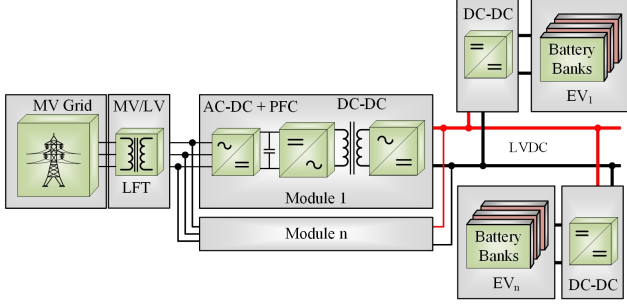 MV Grid
MV/LV
LFT
AC-DC + PFC
DC-DC
Module 1
Module n
DC-DC
Battery
Banks
EV1
LVDC
Battery
Banks
EVn
DC-DC